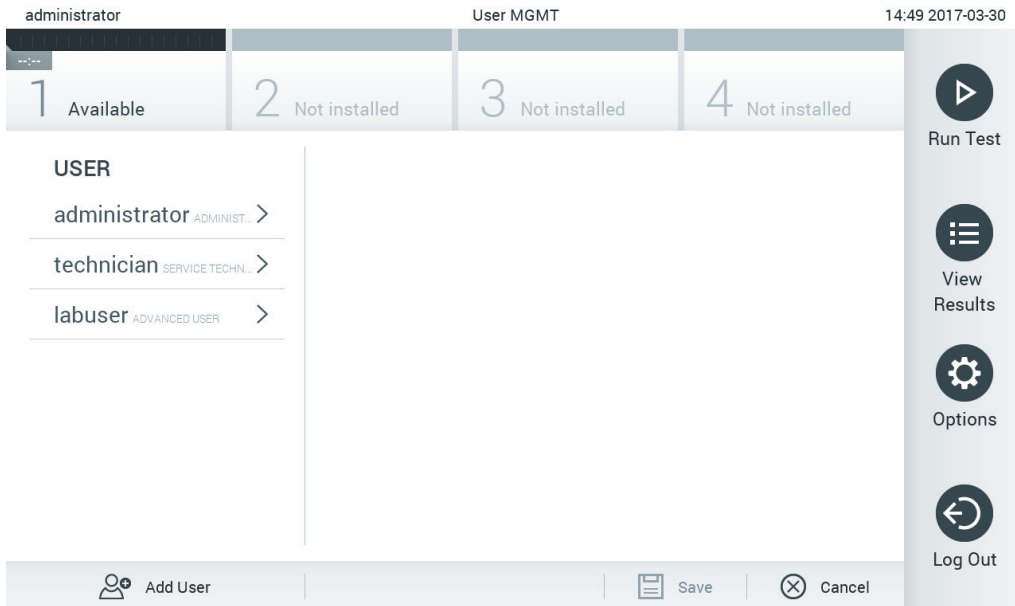 administrator User MGMT 14:49 2017-03-30
--:--
1 Available 2 Not installed 3 Not installed 4 Not installed
Run Test
USER
administrator ADMINIST...
technician SERVICE TECHN...
labuser ADVANCED USER
View
Results
Options
Log Out
Add User Save Cancel